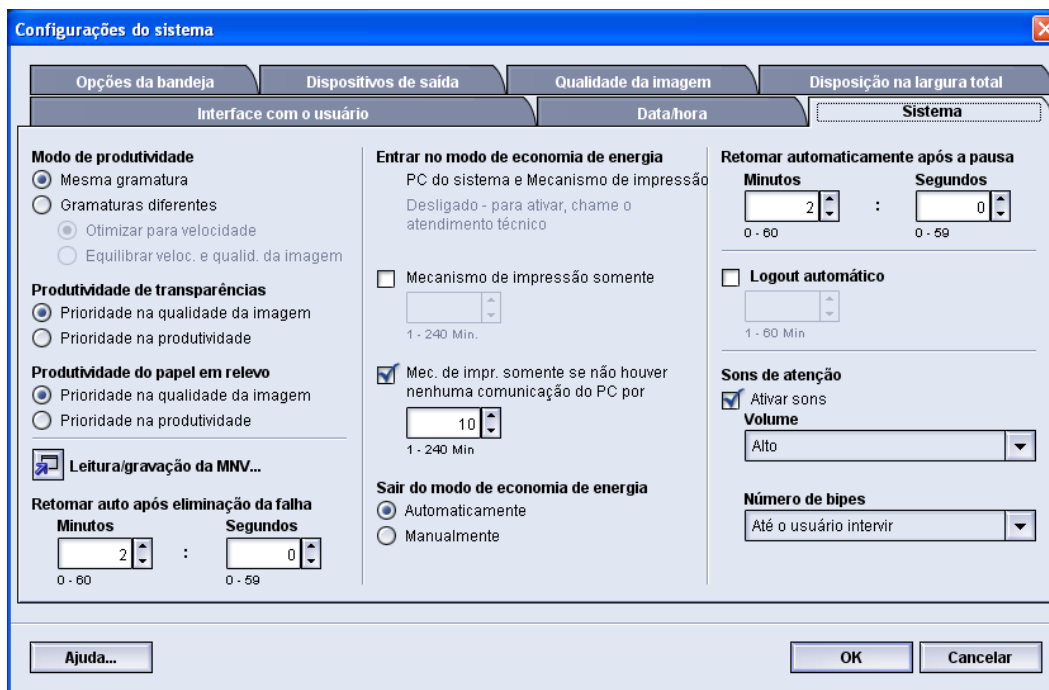 Configurações do sistema
Opções da bandeja
Dispositivos de saída
Qualidade da imagem
Disposição na largura total
Interface com o usuário
Data/hora
Sistema
Modo de produtividade
Mesma gramatura
Gramaturas diferentes
Otimizar para velocidade
Equilibrar veloc. e qualid. da imagem
Produtividade de transparências
Prioridade na qualidade da imagem
Prioridade na produtividade
Produtividade do papel em relevo
Prioridade na qualidade da imagem
Prioridade na produtividade
Leitura/gravação da MNV...
Retomar auto após eliminação da falha
Minutos Segundos
2 : 0
0 - 60 0 - 59
Entrar no modo de economia de energia
PC do sistema e Mecanismo de impressão
Desligado - para ativar, chame o
atendimento técnico
Mecanismo de impressão somente
1 - 240 Min.
Mec. de impr. somente se não houver
nenhuma comunicação do PC por
10
1 - 240 Min
Sair do modo de economia de energia
Automaticamente
Manualmente
Retomar automaticamente após a pausa
Minutos Segundos
2 : 0
0 - 60 0 - 59
Logout automático
1 - 60 Min
Sons de atenção
Ativar sons
Volume
Alto
Número de bipes
Até o usuário intervir
Ajuda...
OK
Cancelar